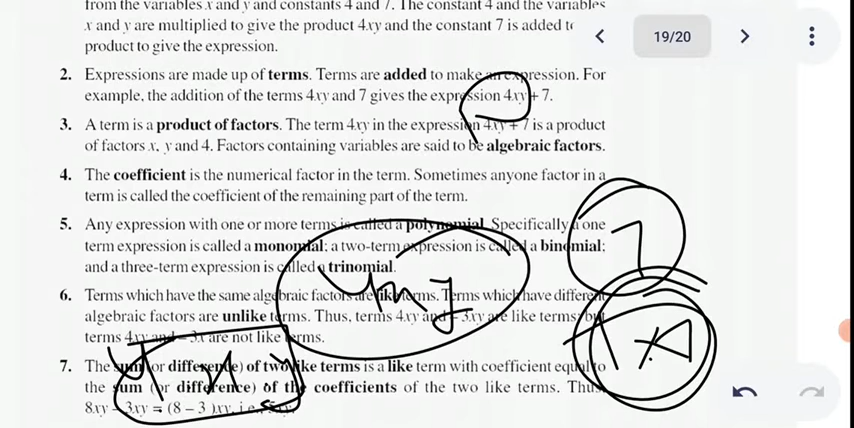 from the variables x and y and constants 4 and 7. The constant 4 and the variables
x and y are multiplied to give the product 4xy and the constant 7 is added to
product to give the expression.
19/20
2. Expressions are made up of terms. Terms are added to make an expression. For
example, the addition of the terms 4xy and 7 gives the expression 4xy + 7.
3. A term is a product of factors. The term 4xy in the expression 4xy + 7 is a product
of factors x, y and 4. Factors containing variables are said to be algebraic factors.
4. The coefficient is the numerical factor in the term. Sometimes anyone factor in a
term is called the coefficient of the remaining part of the term.
5. Any expression with one or more terms is called a polynomial. Specifically a one
term expression is called a monomial; a two-term expression is called a binomial;
and a three-term expression is called a trinomial.
6. Terms which have the same algebraic factors are like terms. Terms which have different
algebraic factors are unlike terms. Thus, terms 4xy and – 3xy are like terms; but
terms 4xy and – 3x are not like terms.
7. The sum (or difference) of two like terms is a like term with coefficient equal to
the sum (or difference) of the coefficients of the two like terms. Thus,
8xy – 3xy = (8 – 3 )xy, i.e., 5xy.
7